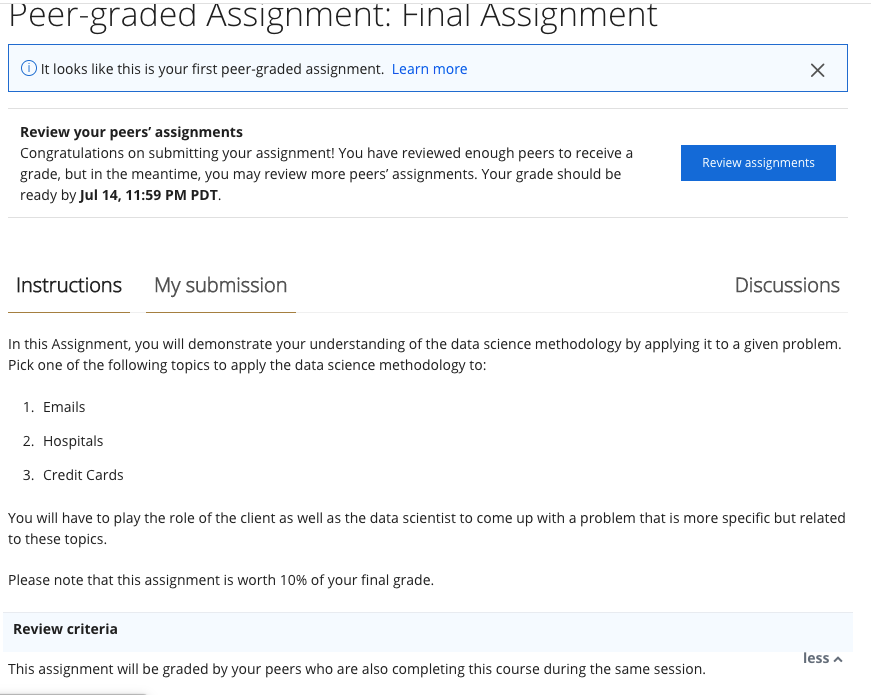 Peer-graded Assignment: Final Assignment
It looks like this is your first peer-graded assignment. Learn more
Review your peers’ assignments
Congratulations on submitting your assignment! You have reviewed enough peers to receive a
grade, but in the meantime, you may review more peers’ assignments. Your grade should be
ready by Jul 14, 11:59 PM PDT.
Review assignments
Instructions My submission Discussions
In this Assignment, you will demonstrate your understanding of the data science methodology by applying it to a given problem.
Pick one of the following topics to apply the data science methodology to:
1. Emails
2. Hospitals
3. Credit Cards
You will have to play the role of the client as well as the data scientist to come up with a problem that is more specific but related
to these topics.
Please note that this assignment is worth 10% of your final grade.
Review criteria
less
This assignment will be graded by your peers who are also completing this course during the same session.